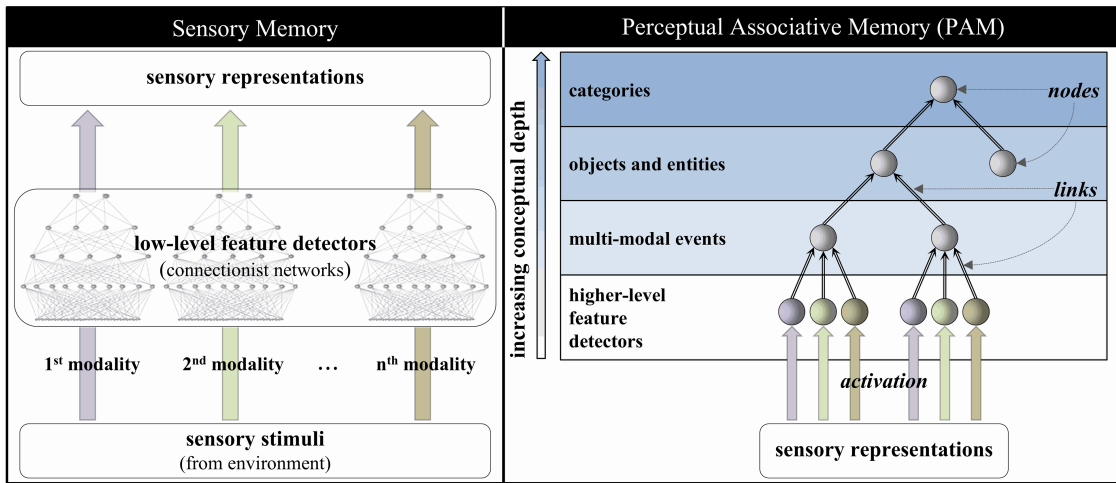 Sensory Memory
sensory representations
low-level feature detectors
(connectionist networks)
1st modality
2nd modality
...
nth modality
sensory stimuli
(from environment)
Perceptual Associative Memory (PAM)
increasing conceptual depth
categories
nodes
objects and entities
links
multi-modal events
higher-level
feature
detectors
activation
sensory representations